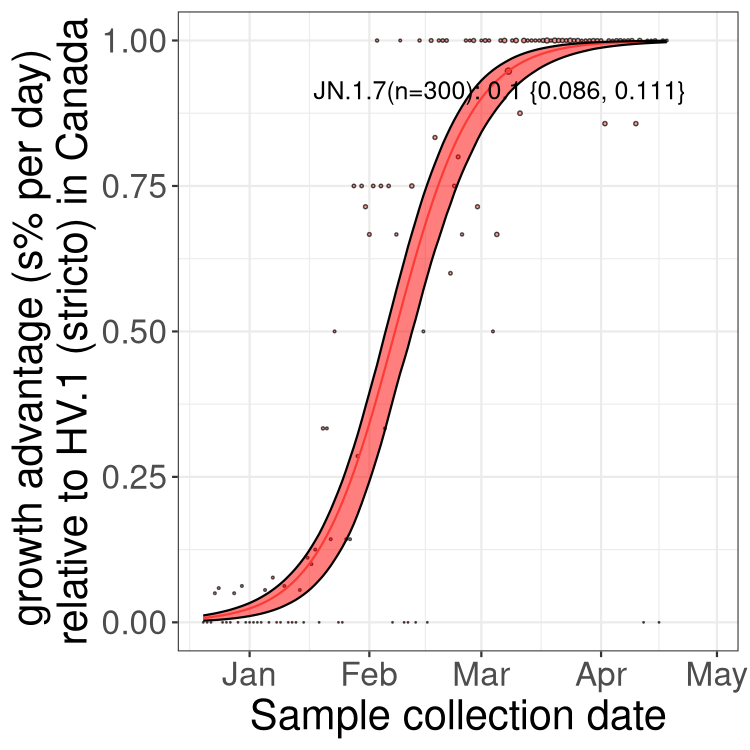 growth advantage (s% per day)
relative to HV.1 (stricto) in Canada
1.00
0.75
0.50
0.25
0.00
JN.1.7(n=300): 0.1 {0.086, 0.111}
Jan Feb Mar Apr May
Sample collection date